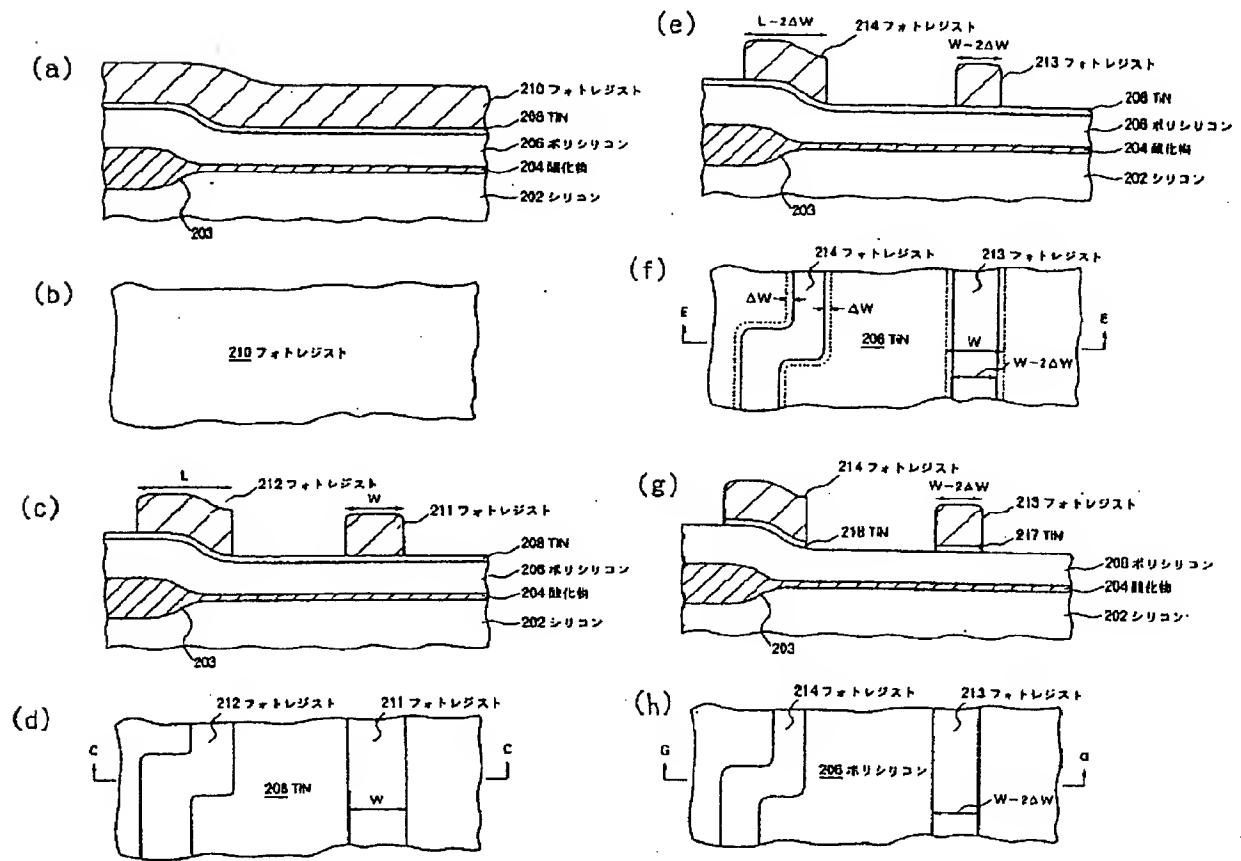 (a)
210 フォトレジスト
208 TiN
206 ポリシリコン
204 酸化物
202 シリコン
203
(b)
210 フォトレジスト
(c)
L
212 フォトレジスト
W
211 フォトレジスト
208 TiN
206 ポリシリコン
204 酸化物
202 シリコン
203
(d)
212 フォトレジスト
211 フォトレジスト
C
C
208 TiN
W
(e)
L-2ΔW
214 フォトレジスト
W-2ΔW
213 フォトレジスト
208 TiN
206 ポリシリコン
204 酸化物
202 シリコン
203
(f)
214 フォトレジスト
213 フォトレジスト
E
E
ΔW
ΔW
206 TiN
W
W-2ΔW
(g)
214 フォトレジスト
W-2ΔW
213 フォトレジスト
218 TiN
217 TiN
206 ポリシリコン
204 酸化物
202 シリコン
203
(h)
214 フォトレジスト
213 フォトレジスト
G
G
206 ポリシリコン
W-2ΔW